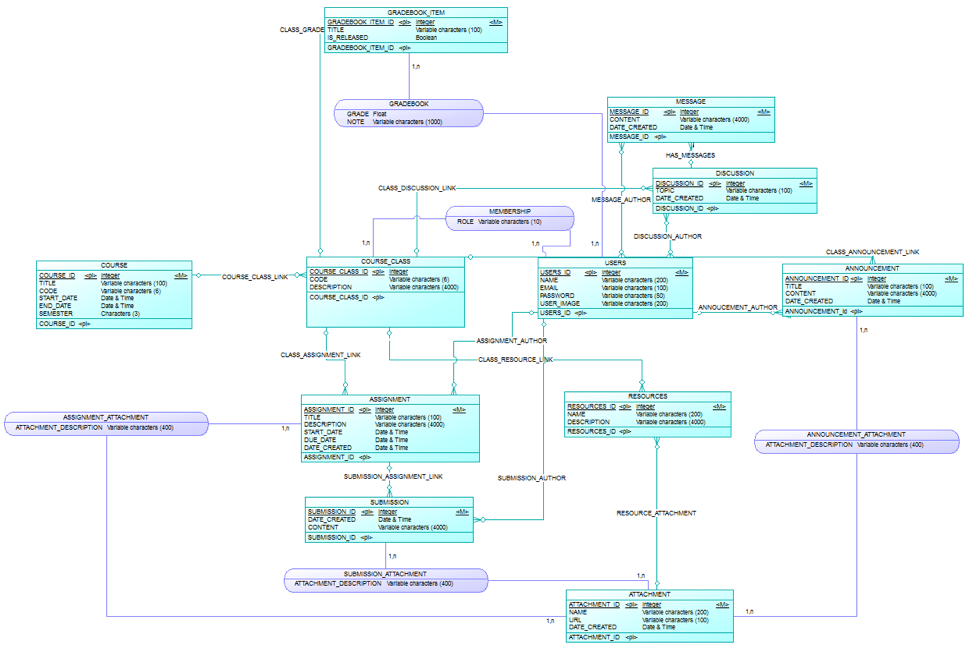 GRADEBOOK_ITEM
GRADEBOOK_ITEM_ID <pi> Integer <M>
TITLE Variable characters (100)
IS_RELEASED Boolean
GRADEBOOK_ITEM_ID <pi>
CLASS_GRADE
1,n
GRADEBOOK
GRADE Float
NOTE Variable characters (1000)
MESSAGE
MESSAGE_ID <pi> Integer <M>
CONTENT Variable characters (4000)
DATE_CREATED Date & Time
MESSAGE_ID <pi>
HAS_MESSAGES
DISCUSSION
DISCUSSION_ID <pi> Integer <M>
TOPIC Variable characters (100)
DATE_CREATED Date & Time
DISCUSSION_ID <pi>
CLASS_DISCUSSION_LINK
MESSAGE_AUTHOR
MEMBERSHIP
ROLE Variable characters (10)
DISCUSSION_AUTHOR
1,n
1,n
1,n
CLASS_ANNOUNCEMENT_LINK
COURSE
COURSE_ID <pi> Integer <M>
TITLE Variable characters (100)
CODE Variable characters (6)
START_DATE Date & Time
END_DATE Date & Time
SEMESTER Characters (3)
COURSE_ID <pi>
COURSE_CLASS_LINK
COURSE_CLASS
COURSE_CLASS_ID <pi> Integer <M>
CODE Variable characters (6)
DESCRIPTION Variable characters (4000)
COURSE_CLASS_ID <pi>
USERS
USERS_ID <pi> Integer <M>
NAME Variable characters (200)
EMAIL Variable characters (100)
PASSWORD Variable characters (50)
USER_IMAGE Variable characters (200)
USERS_ID <pi>
ANNOUCEMENT_AUTHOR
ANNOUNCEMENT
ANNOUNCEMENT_ID <pi> Integer <M>
TITLE Variable characters (100)
CONTENT Variable characters (4000)
DATE_CREATED Date & Time
ANNOUNCEMENT_Id <pi>
1,n
ASSIGNMENT_AUTHOR
CLASS_ASSIGNMENT_LINK
CLASS_RESOURCE_LINK
ASSIGNMENT
ASSIGNMENT_ID <pi> Integer <M>
TITLE Variable characters (100)
DESCRIPTION Variable characters (4000)
START_DATE Date & Time
DUE_DATE Date & Time
DATE_CREATED Date & Time
ASSIGNMENT_ID <pi>
RESOURCES
RESOURCES_ID <pi> Integer <M>
NAME Variable characters (200)
DESCRIPTION Variable characters (4000)
RESOURCES_ID <pi>
ASSIGNMENT_ATTACHMENT
ATTACHMENT_DESCRIPTION Variable characters (400)
1,n
ANNOUNCEMENT_ATTACHMENT
ATTACHMENT_DESCRIPTION Variable characters (400)
SUBMISSION_ASSIGNMENT_LINK
SUBMISSION_AUTHOR
SUBMISSION
SUBMISSION_ID <pi> Integer <M>
DATE_CREATED Date & Time
CONTENT Variable characters (4000)
SUBMISSION_ID <pi>
RESOURCE_ATTACHMENT
1,n
SUBMISSION_ATTACHMENT
ATTACHMENT_DESCRIPTION Variable characters (400)
1,n
ATTACHMENT
ATTACHMENT_ID <pi> Integer <M>
NAME Variable characters (200)
URL Variable characters (100)
DATE_CREATED Date & Time
ATTACHMENT_ID <pi>
1,n
1,n